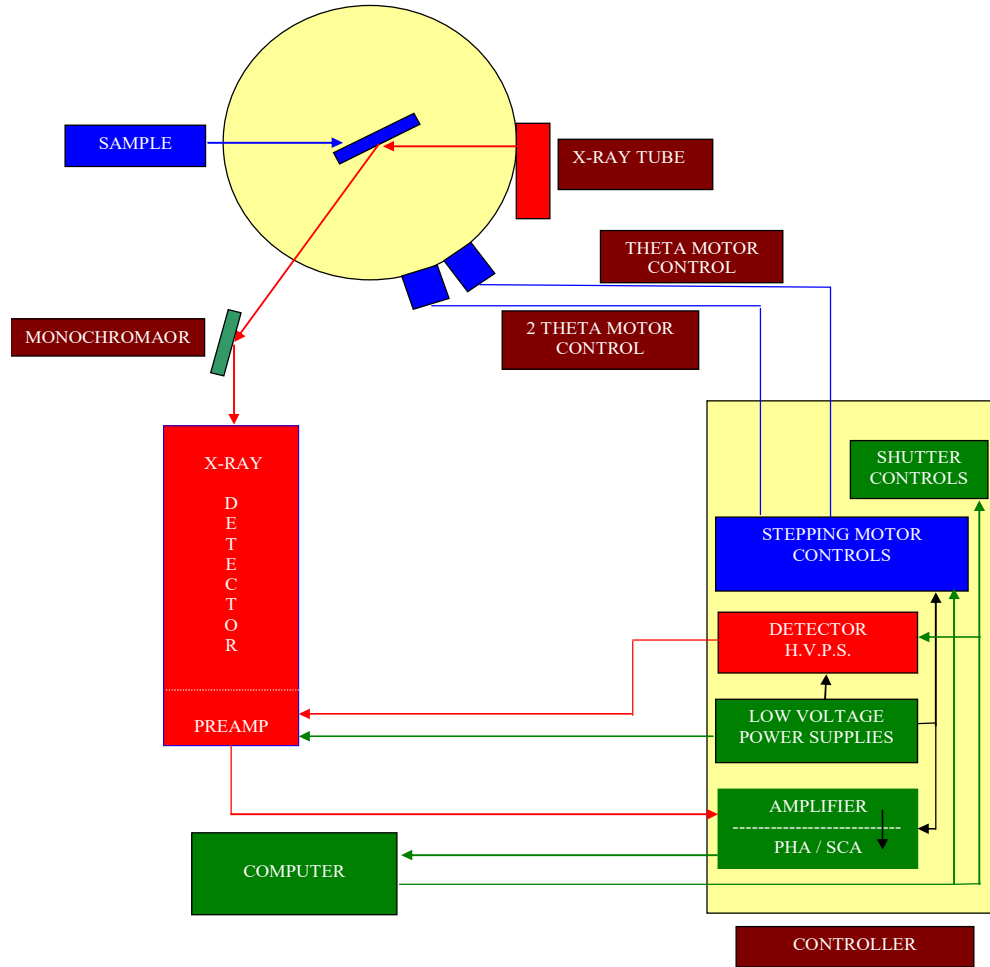 SAMPLE
X-RAY TUBE
THETA MOTOR
CONTROL
2 THETA MOTOR
CONTROL
MONOCHROMAOR
X-RAY
D
E
T
E
C
T
O
R
PREAMP
SHUTTER
CONTROLS
STEPPING MOTOR
CONTROLS
DETECTOR
H.V.P.S.
LOW VOLTAGE
POWER SUPPLIES
AMPLIFIER
PHA / SCA
COMPUTER
CONTROLLER